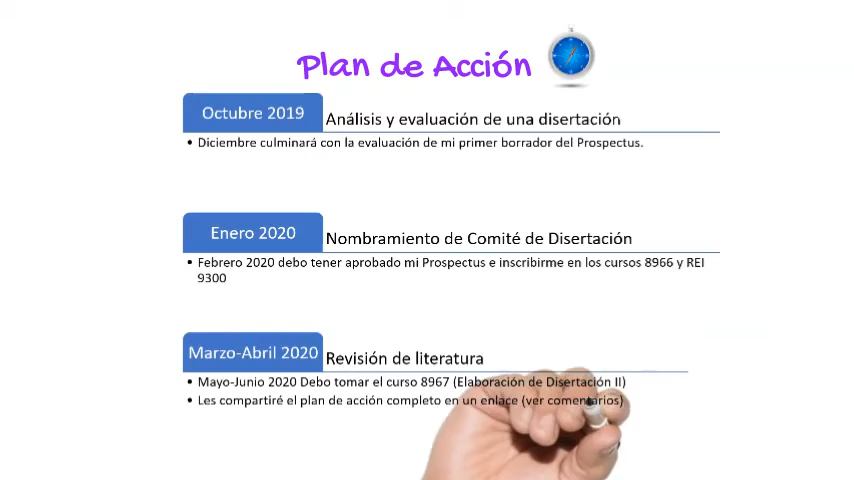 Plan de Acción
Octubre 2019
Análisis y evaluación de una disertación
• Diciembre culminará con la evaluación de mi primer borrador del Prospectus.
Enero 2020
Nombramiento de Comité de Disertación
• Febrero 2020 debo tener aprobado mi Prospectus e inscribirme en los cursos 8966 y REI
9300
Marzo-Abril 2020
Revisión de literatura
• Mayo-Junio 2020 Debo tomar el curso 8967 (Elaboración de Disertación II)
• Les compartiré el plan de acción completo en un enlace (ver comentarios)